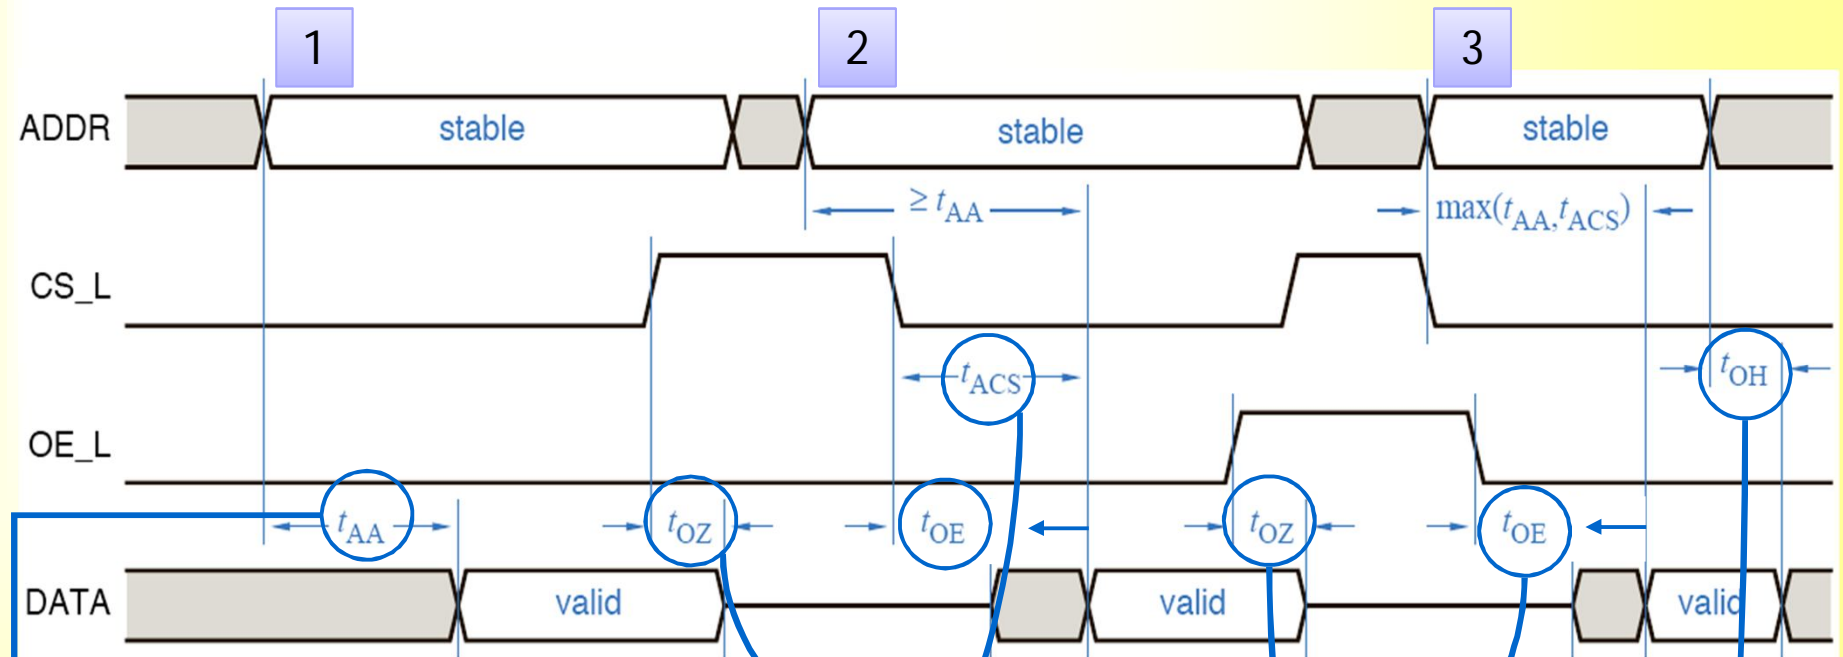 1 2 3
ADDR stable stable stable
≥ tAA max(tAA,tACS)
CS_L
tACS tOH
OE_L
tAA tOZ tOE tOZ tOE
DATA valid valid valid